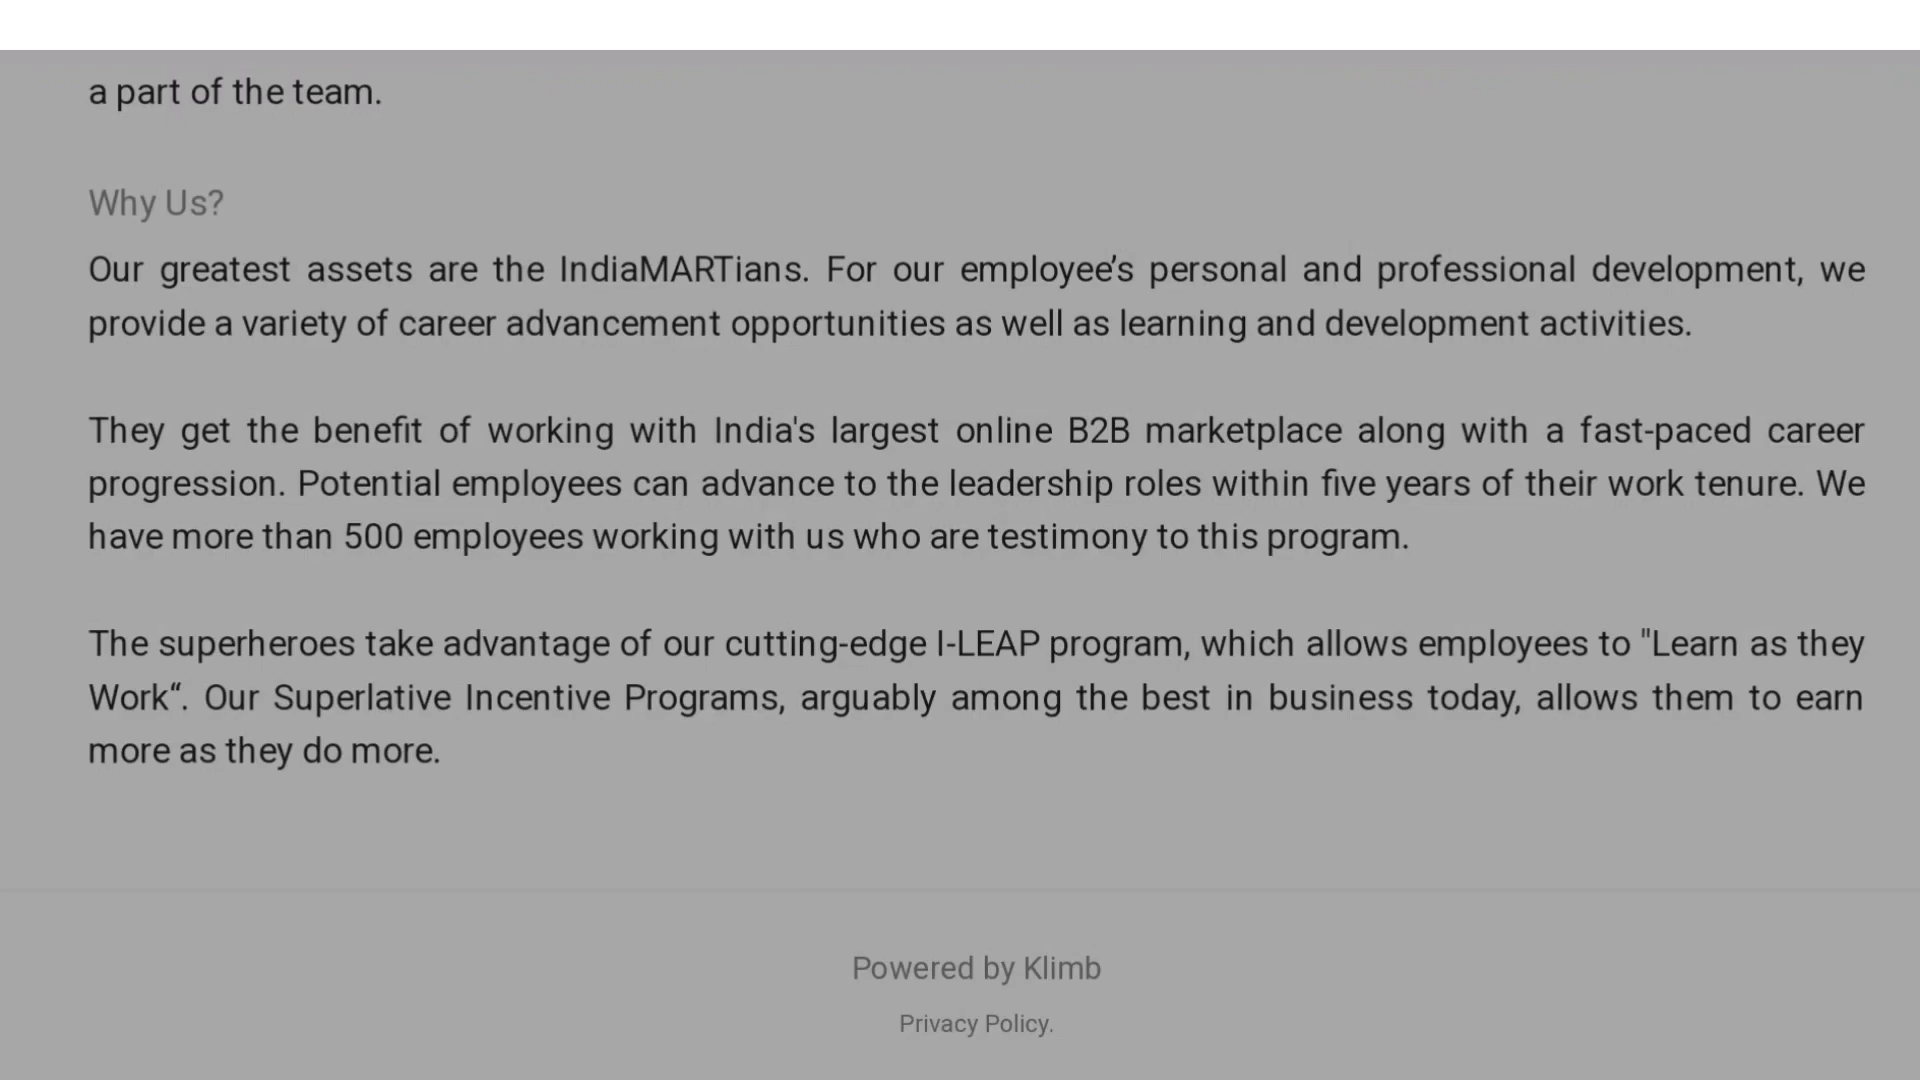 a part of the team.
Why Us?
Our greatest assets are the IndiaMARTians. For our employee’s personal and professional development, we
provide a variety of career advancement opportunities as well as learning and development activities.
They get the benefit of working with India's largest online B2B marketplace along with a fast-paced career
progression. Potential employees can advance to the leadership roles within five years of their work tenure. We
have more than 500 employees working with us who are testimony to this program.
The superheroes take advantage of our cutting-edge I-LEAP program, which allows employees to "Learn as they
Work“. Our Superlative Incentive Programs, arguably among the best in business today, allows them to earn
more as they do more.
Powered by Klimb
Privacy Policy.